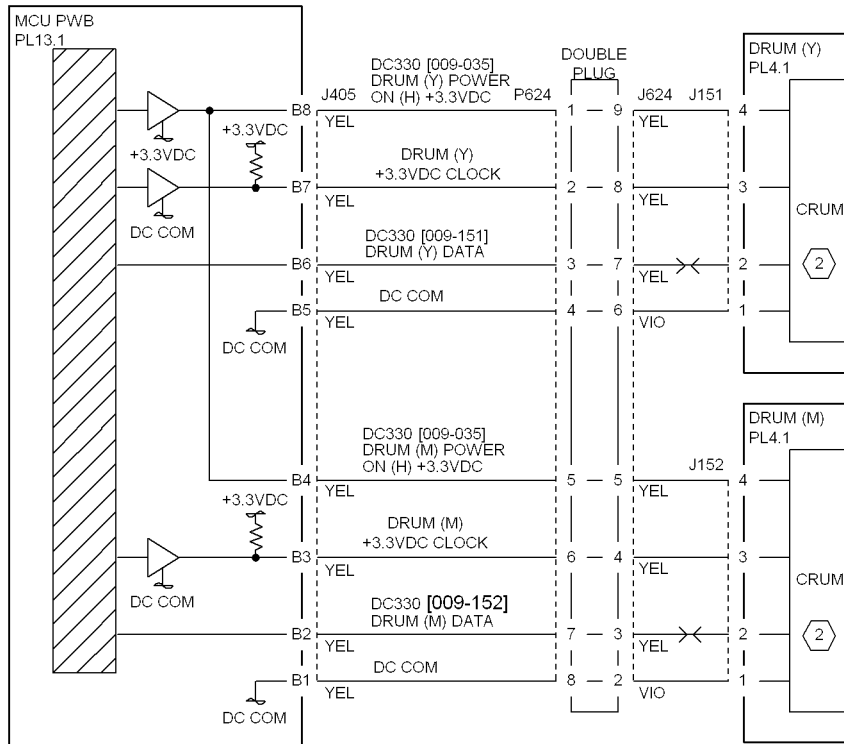 MCU PWB
PL13.1
DOUBLE
PLUG
DRUM (Y)
PL4.1
DC330 [009-035]
DRUM (Y) POWER
ON (H) +3.3VDC
J405
P624
J624
J151
B8
YEL
1
9
YEL
4
+3.3VDC
+3.3VDC
DRUM (Y)
+3.3VDC CLOCK
B7
YEL
2
8
YEL
3
DC COM
CRUM
DC330 [009-151]
DRUM (Y) DATA
B6
YEL
3
7
YEL
2
2
DC COM
B5
YEL
4
6
VIO
1
DC COM
DRUM (M)
PL4.1
DC330 [009-035]
DRUM (M) POWER
ON (H) +3.3VDC
J152
B4
YEL
5
5
YEL
4
+3.3VDC
DRUM (M)
+3.3VDC CLOCK
B3
YEL
6
4
YEL
3
DC COM
CRUM
DC330 [009-152]
DRUM (M) DATA
B2
YEL
7
3
YEL
2
2
DC COM
B1
YEL
8
2
VIO
1
DC COM